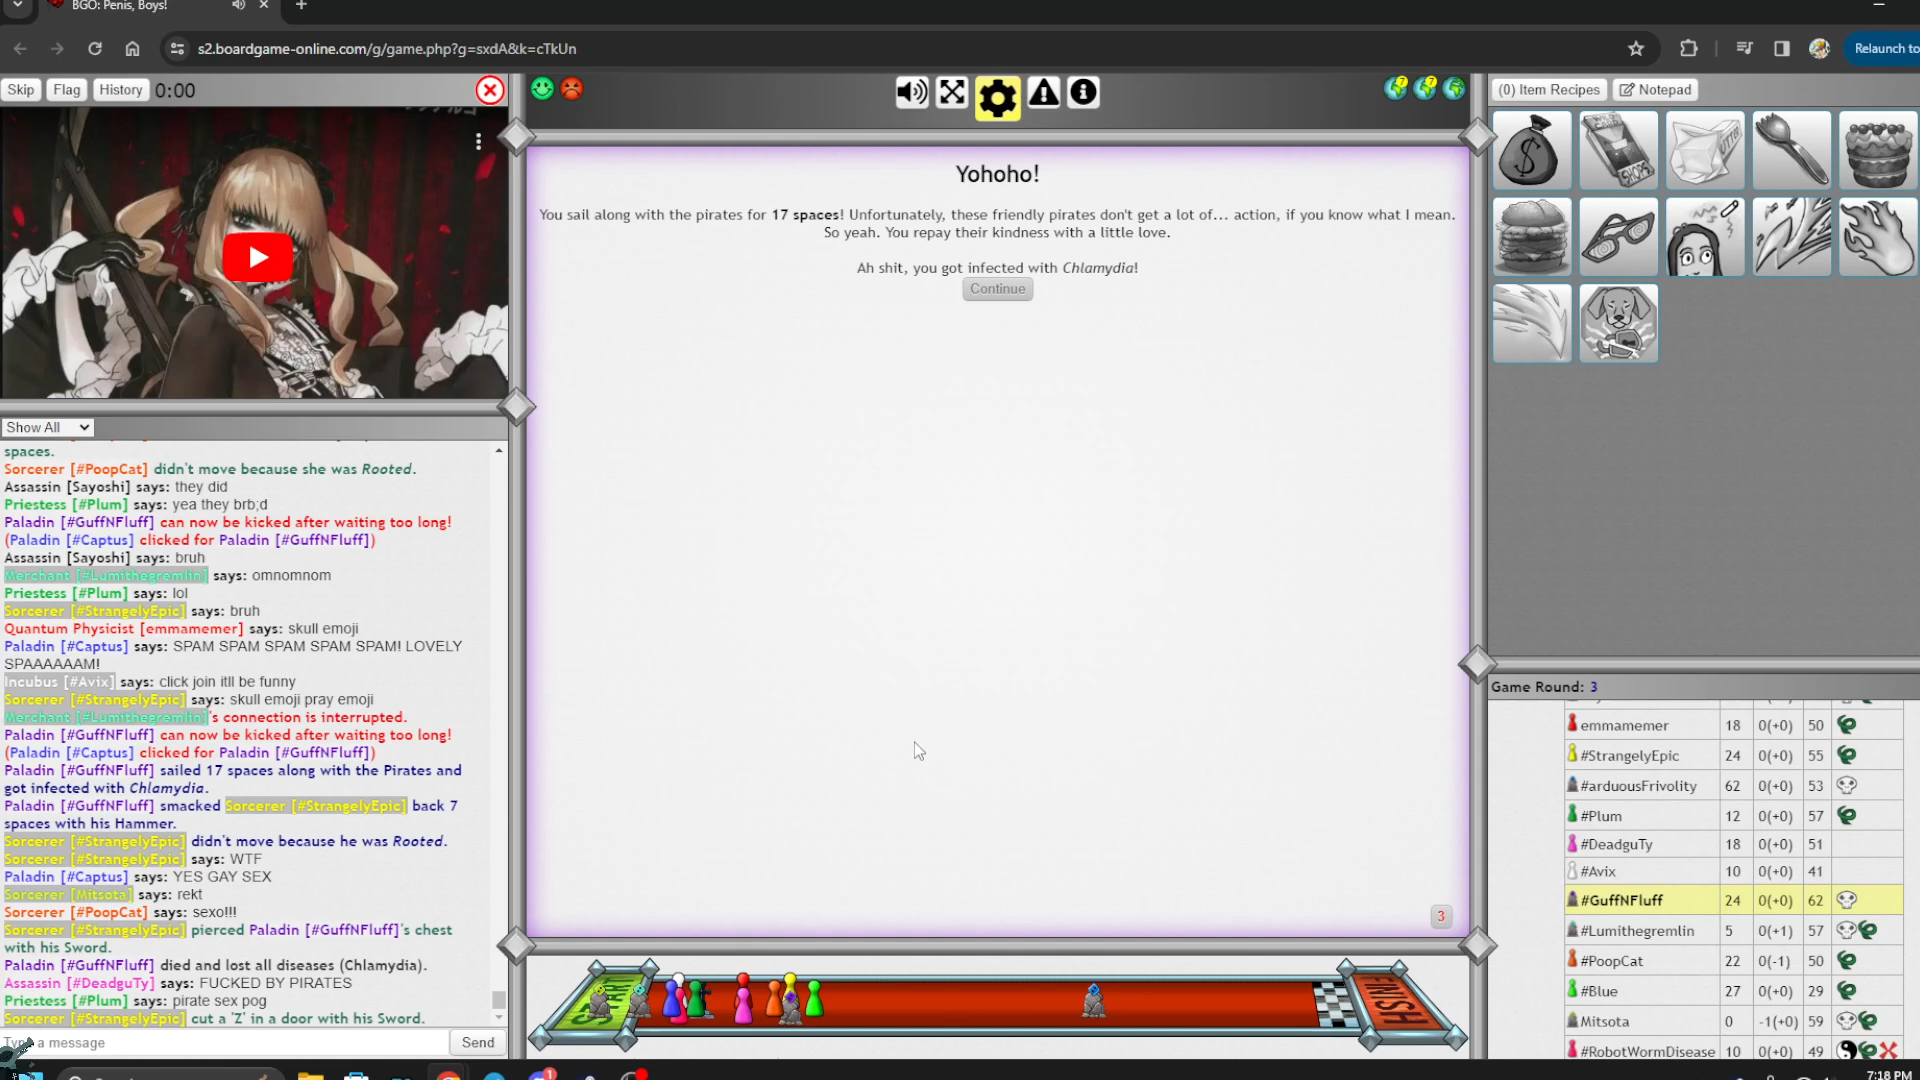 BGO: Penis, Boys!
s2.boardgame-online.com/g/game.php?g=sxdA&k=cTkUn
Relaunch to
Skip Flag History 0:00
(0) Item Recipes Notepad
Yohoho!
You sail along with the pirates for 17 spaces! Unfortunately, these friendly pirates don't get a lot of... action, if you know what I mean.
So yeah. You repay their kindness with a little love.
Ah shit, you got infected with Chlamydia!
Continue
3
Show All
spaces.
Sorcerer [#PoopCat] didn't move because she was Rooted.
Assassin [Sayoshi] says: they did
Priestess [#Plum] says: yea they brb;d
Paladin [#GuffNFluff] can now be kicked after waiting too long!
(Paladin [#Captus] clicked for Paladin [#GuffNFluff])
Assassin [Sayoshi] says: bruh
Merchant [#Lumithegremlin] says: omnomnom
Priestess [#Plum] says: lol
Sorcerer [#StrangelyEpic] says: bruh
Quantum Physicist [emmamemer] says: skull emoji
Paladin [#Captus] says: SPAM SPAM SPAM SPAM SPAM! LOVELY
SPAAAAAAM!
Incubus [#Avix] says: click join itll be funny
Sorcerer [#StrangelyEpic] says: skull emoji pray emoji
Merchant [#Lumithegremlin]'s connection is interrupted.
Paladin [#GuffNFluff] can now be kicked after waiting too long!
(Paladin [#Captus] clicked for Paladin [#GuffNFluff])
Paladin [#GuffNFluff] sailed 17 spaces along with the Pirates and
got infected with Chlamydia.
Paladin [#GuffNFluff] smacked Sorcerer [#StrangelyEpic] back 7
spaces with his Hammer.
Sorcerer [#StrangelyEpic] didn't move because he was Rooted.
Sorcerer [#StrangelyEpic] says: WTF
Paladin [#Captus] says: YES GAY SEX
Sorcerer [Mitsota] says: rekt
Sorcerer [#PoopCat] says: sexo!!!
Sorcerer [#StrangelyEpic] pierced Paladin [#GuffNFluff]'s chest
with his Sword.
Paladin [#GuffNFluff] died and lost all diseases (Chlamydia).
Assassin [#DeadguTy] says: FUCKED BY PIRATES
Priestess [#Plum] says: pirate sex pog
Sorcerer [#StrangelyEpic] cut a 'Z' in a door with his Sword.
a message
Send
Game Round: 3
emmamemer 18 0(+0) 50
#StrangelyEpic 24 0(+0) 55
#arduousFrivolity 62 0(+0) 53
#Plum 12 0(+0) 57
#DeadguTy 18 0(+0) 51
#Avix 10 0(+0) 41
#GuffNFluff 24 0(+0) 62
#Lumithegremlin 5 0(+1) 57
#PoopCat 22 0(-1) 50
#Blue 27 0(+0) 29
Mitsota 0 -1(+0) 59
#RobotWormDisease 10 0(+0) 49
FINISH
7:18 PM